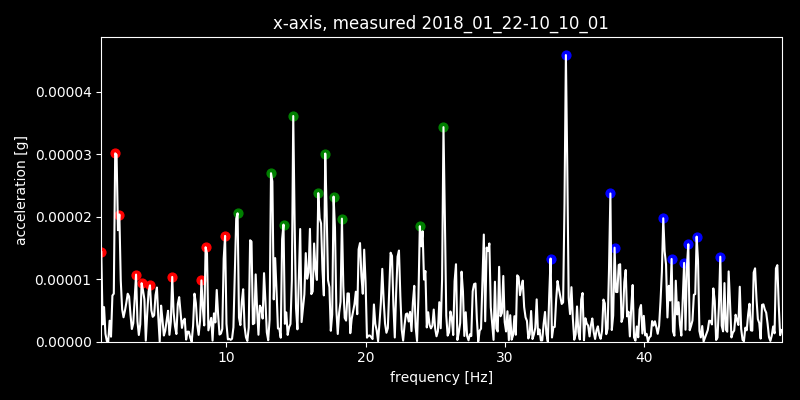 x-axis, measured 2018_01_22-10_10_01
0.00004
0.00003
0.00002
0.00001
0.00000
acceleration [g]
10 20 30 40
frequency [Hz]